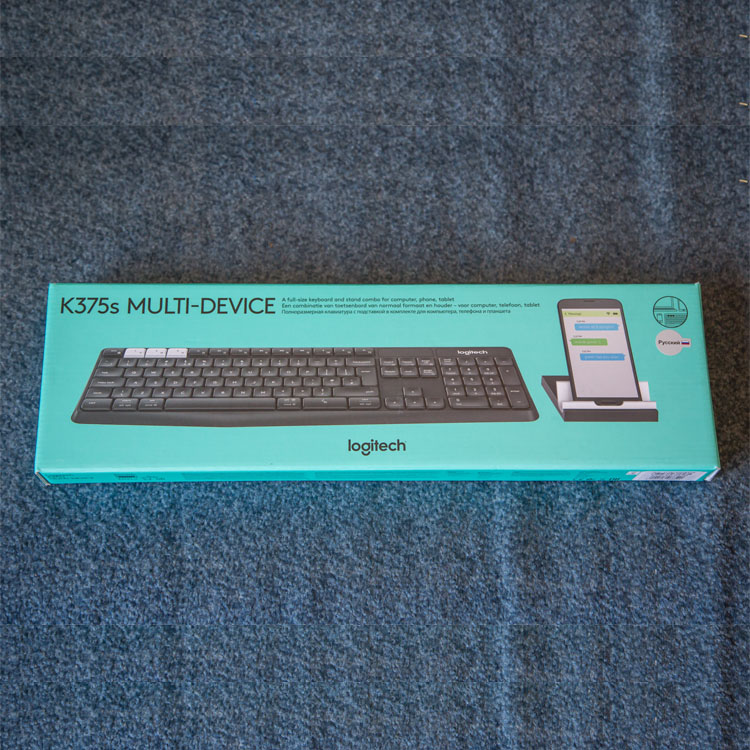 K375s MULTI-DEVICE
A full-size keyboard and stand combo for computer, phone, tablet
Een combinatie van toetsenbord van normaal formaat en houder – voor computer, telefoon, tablet
Полноразмерная клавиатура с подставкой в комплекте для компьютера, телефона и планшета
Русский
logitech
logitech